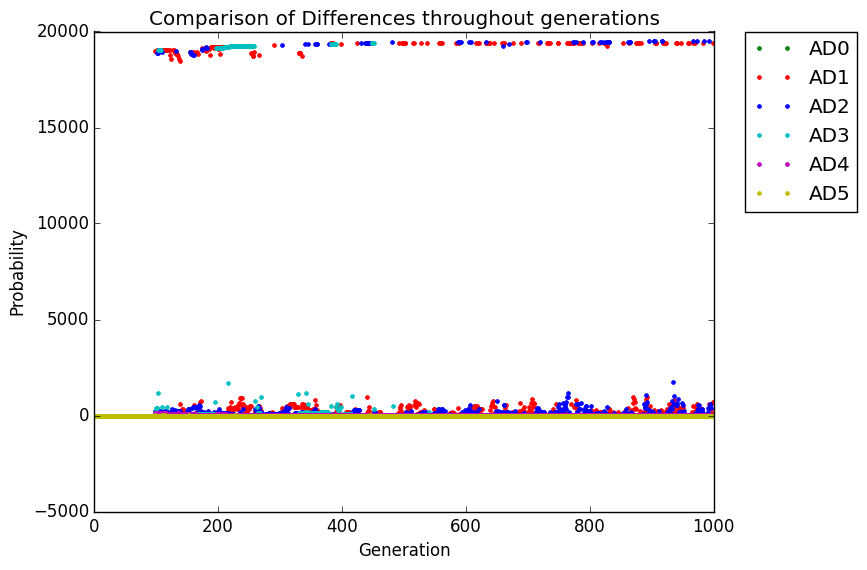 Comparison of Differences throughout generations
20000
15000
10000
5000
0
−5000
Probability
0 200 400 600 800 1000
Generation
AD0
AD1
AD2
AD3
AD4
AD5